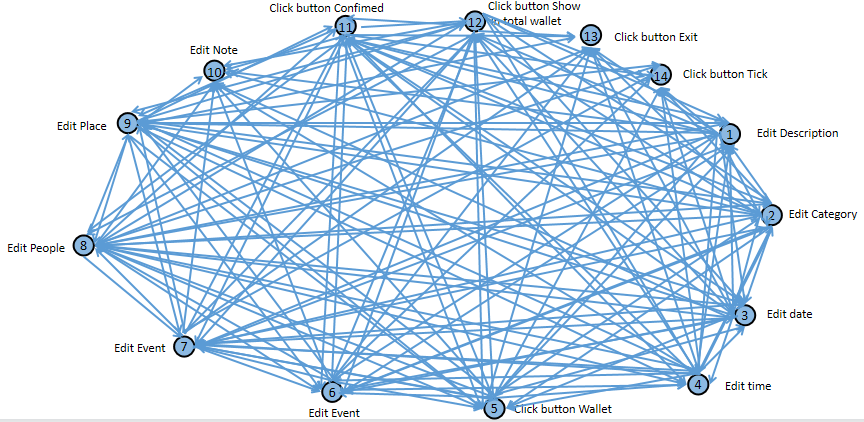 Click button Confimed
Click button Show
in total wallet
11
12
13
Click button Exit
Edit Note
10
14
Click button Tick
Edit Place
9
1
Edit Description
2
Edit Category
Edit People
8
3
Edit date
Edit Event
7
4
Edit time
6
5
Click button Wallet
Edit Event